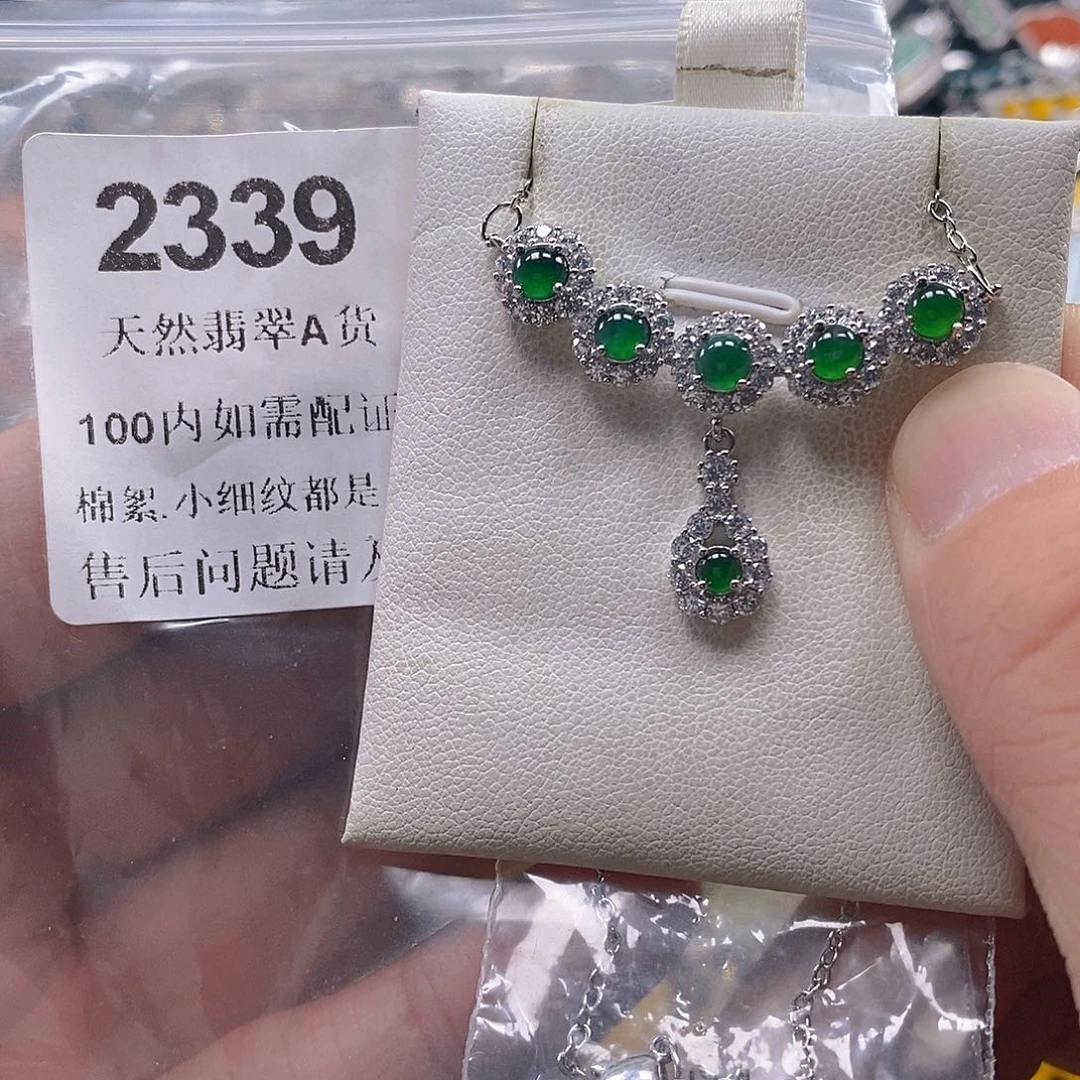 2339
天然翡翠A货
100内如需配证
棉絮.小细纹都是
售后问题请